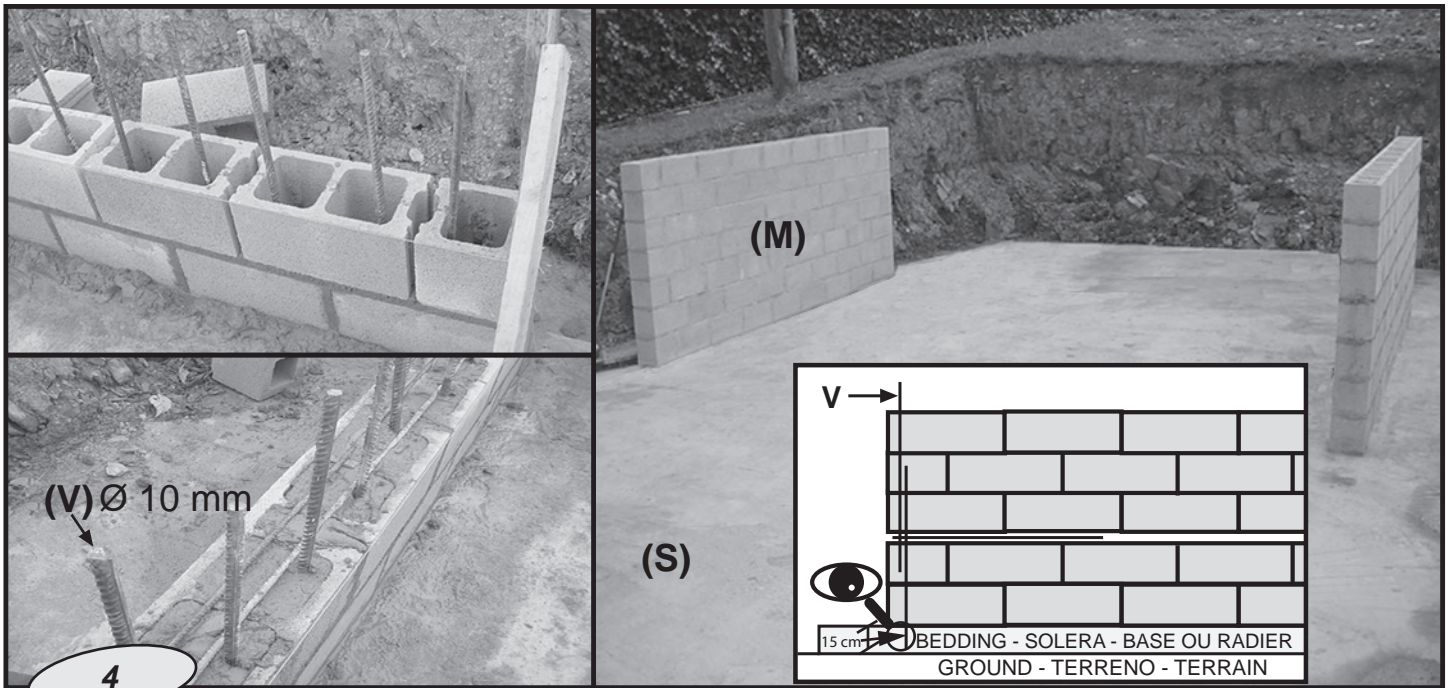 (V) Ø 10 mm
4
(M)
(S)
V
15 cm
BEDDING - SOLERA - BASE OU RADIER
GROUND - TERRENO - TERRAIN